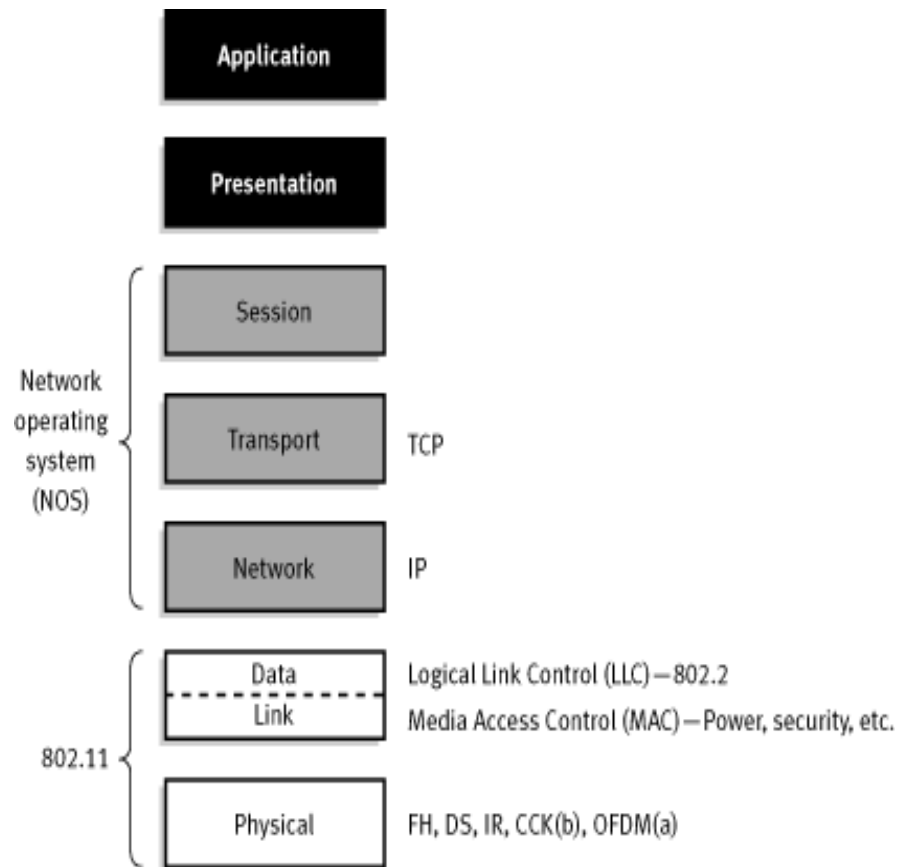 Application
Presentation
Session
Network
operating
system
(NOS)
Transport
TCP
Network
IP
Data
Logical Link Control (LLC)—802.2
Link
Media Access Control (MAC)—Power, security, etc.
802.11
Physical
FH, DS, IR, CCK(b), OFDM(a)